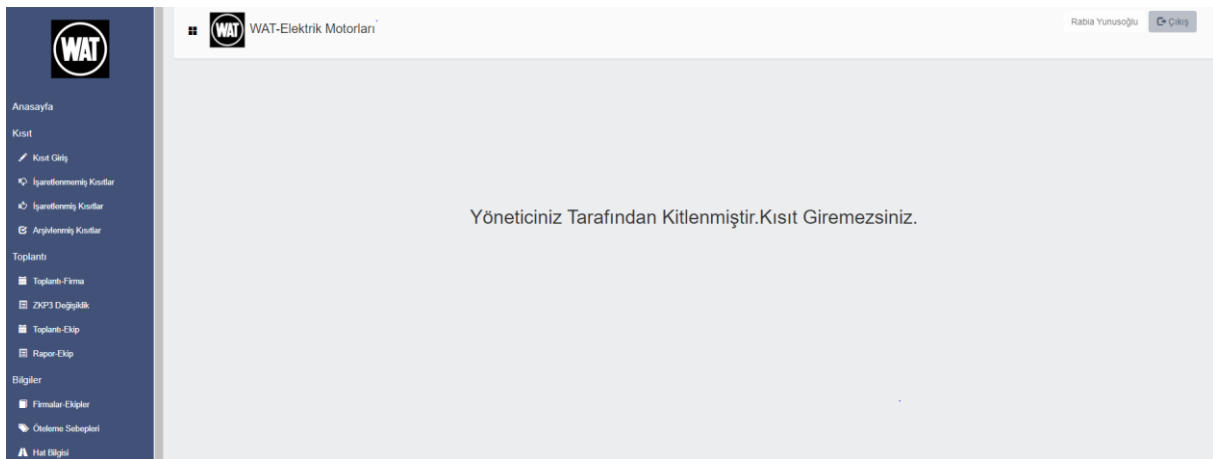 WAT
WAT
WAT-Elektrik Motorları
Rabia Yunusoğlu
Çıkış
Anasayfa
Kısıt
Kısıt Giriş
İşaretlenmemiş Kısıtlar
İşaretlenmiş Kısıtlar
Arşivlenmiş Kısıtlar
Toplantı
Toplantı-Firma
ZKP3 Değişiklik
Toplantı-Ekip
Rapor-Ekip
Bilgiler
Firmalar-Ekipler
Öteleme Sebepleri
Hat Bilgisi
Yöneticiniz Tarafından Kitlenmiştir.Kısıt Giremezsiniz.